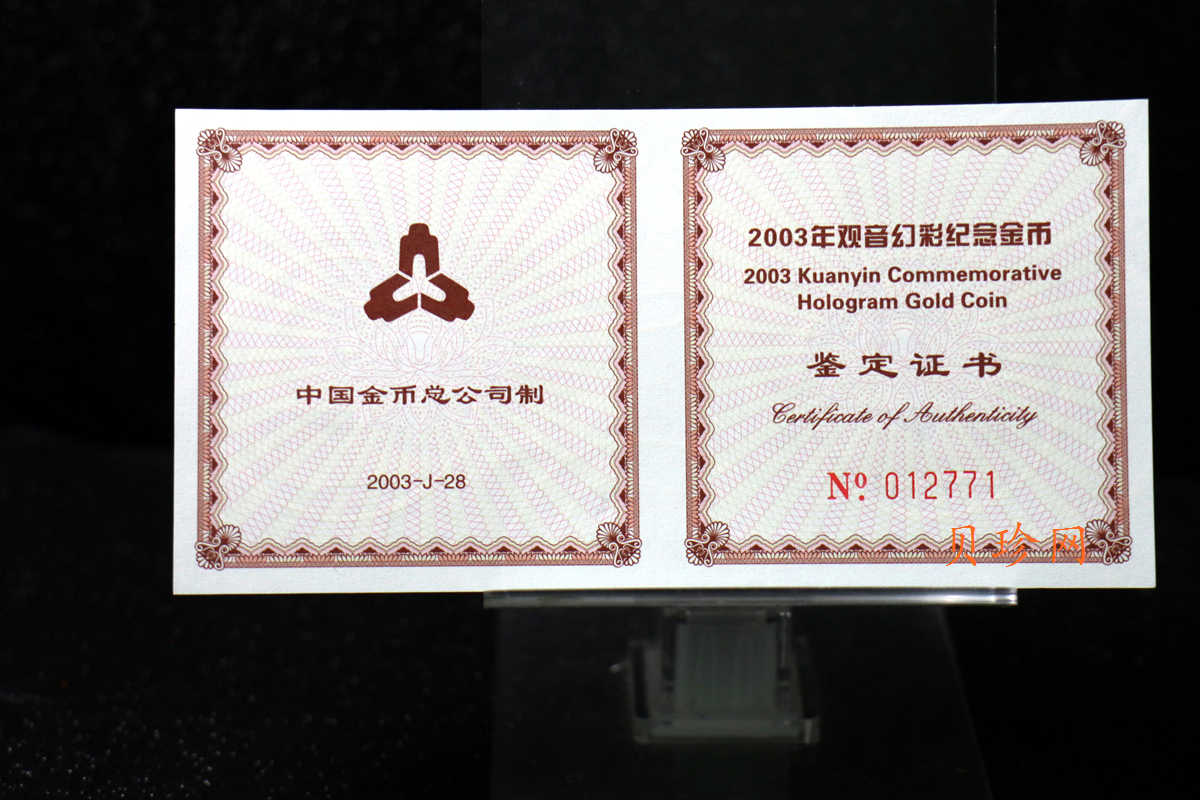 中国金币总公司制
2003-J-28
2003年观音幻彩纪念金币
2003 Kuanyin Commemorative
Hologram Gold Coin
鉴定证书
Certificate of Authenticity
Nº. 012771
贝珍网